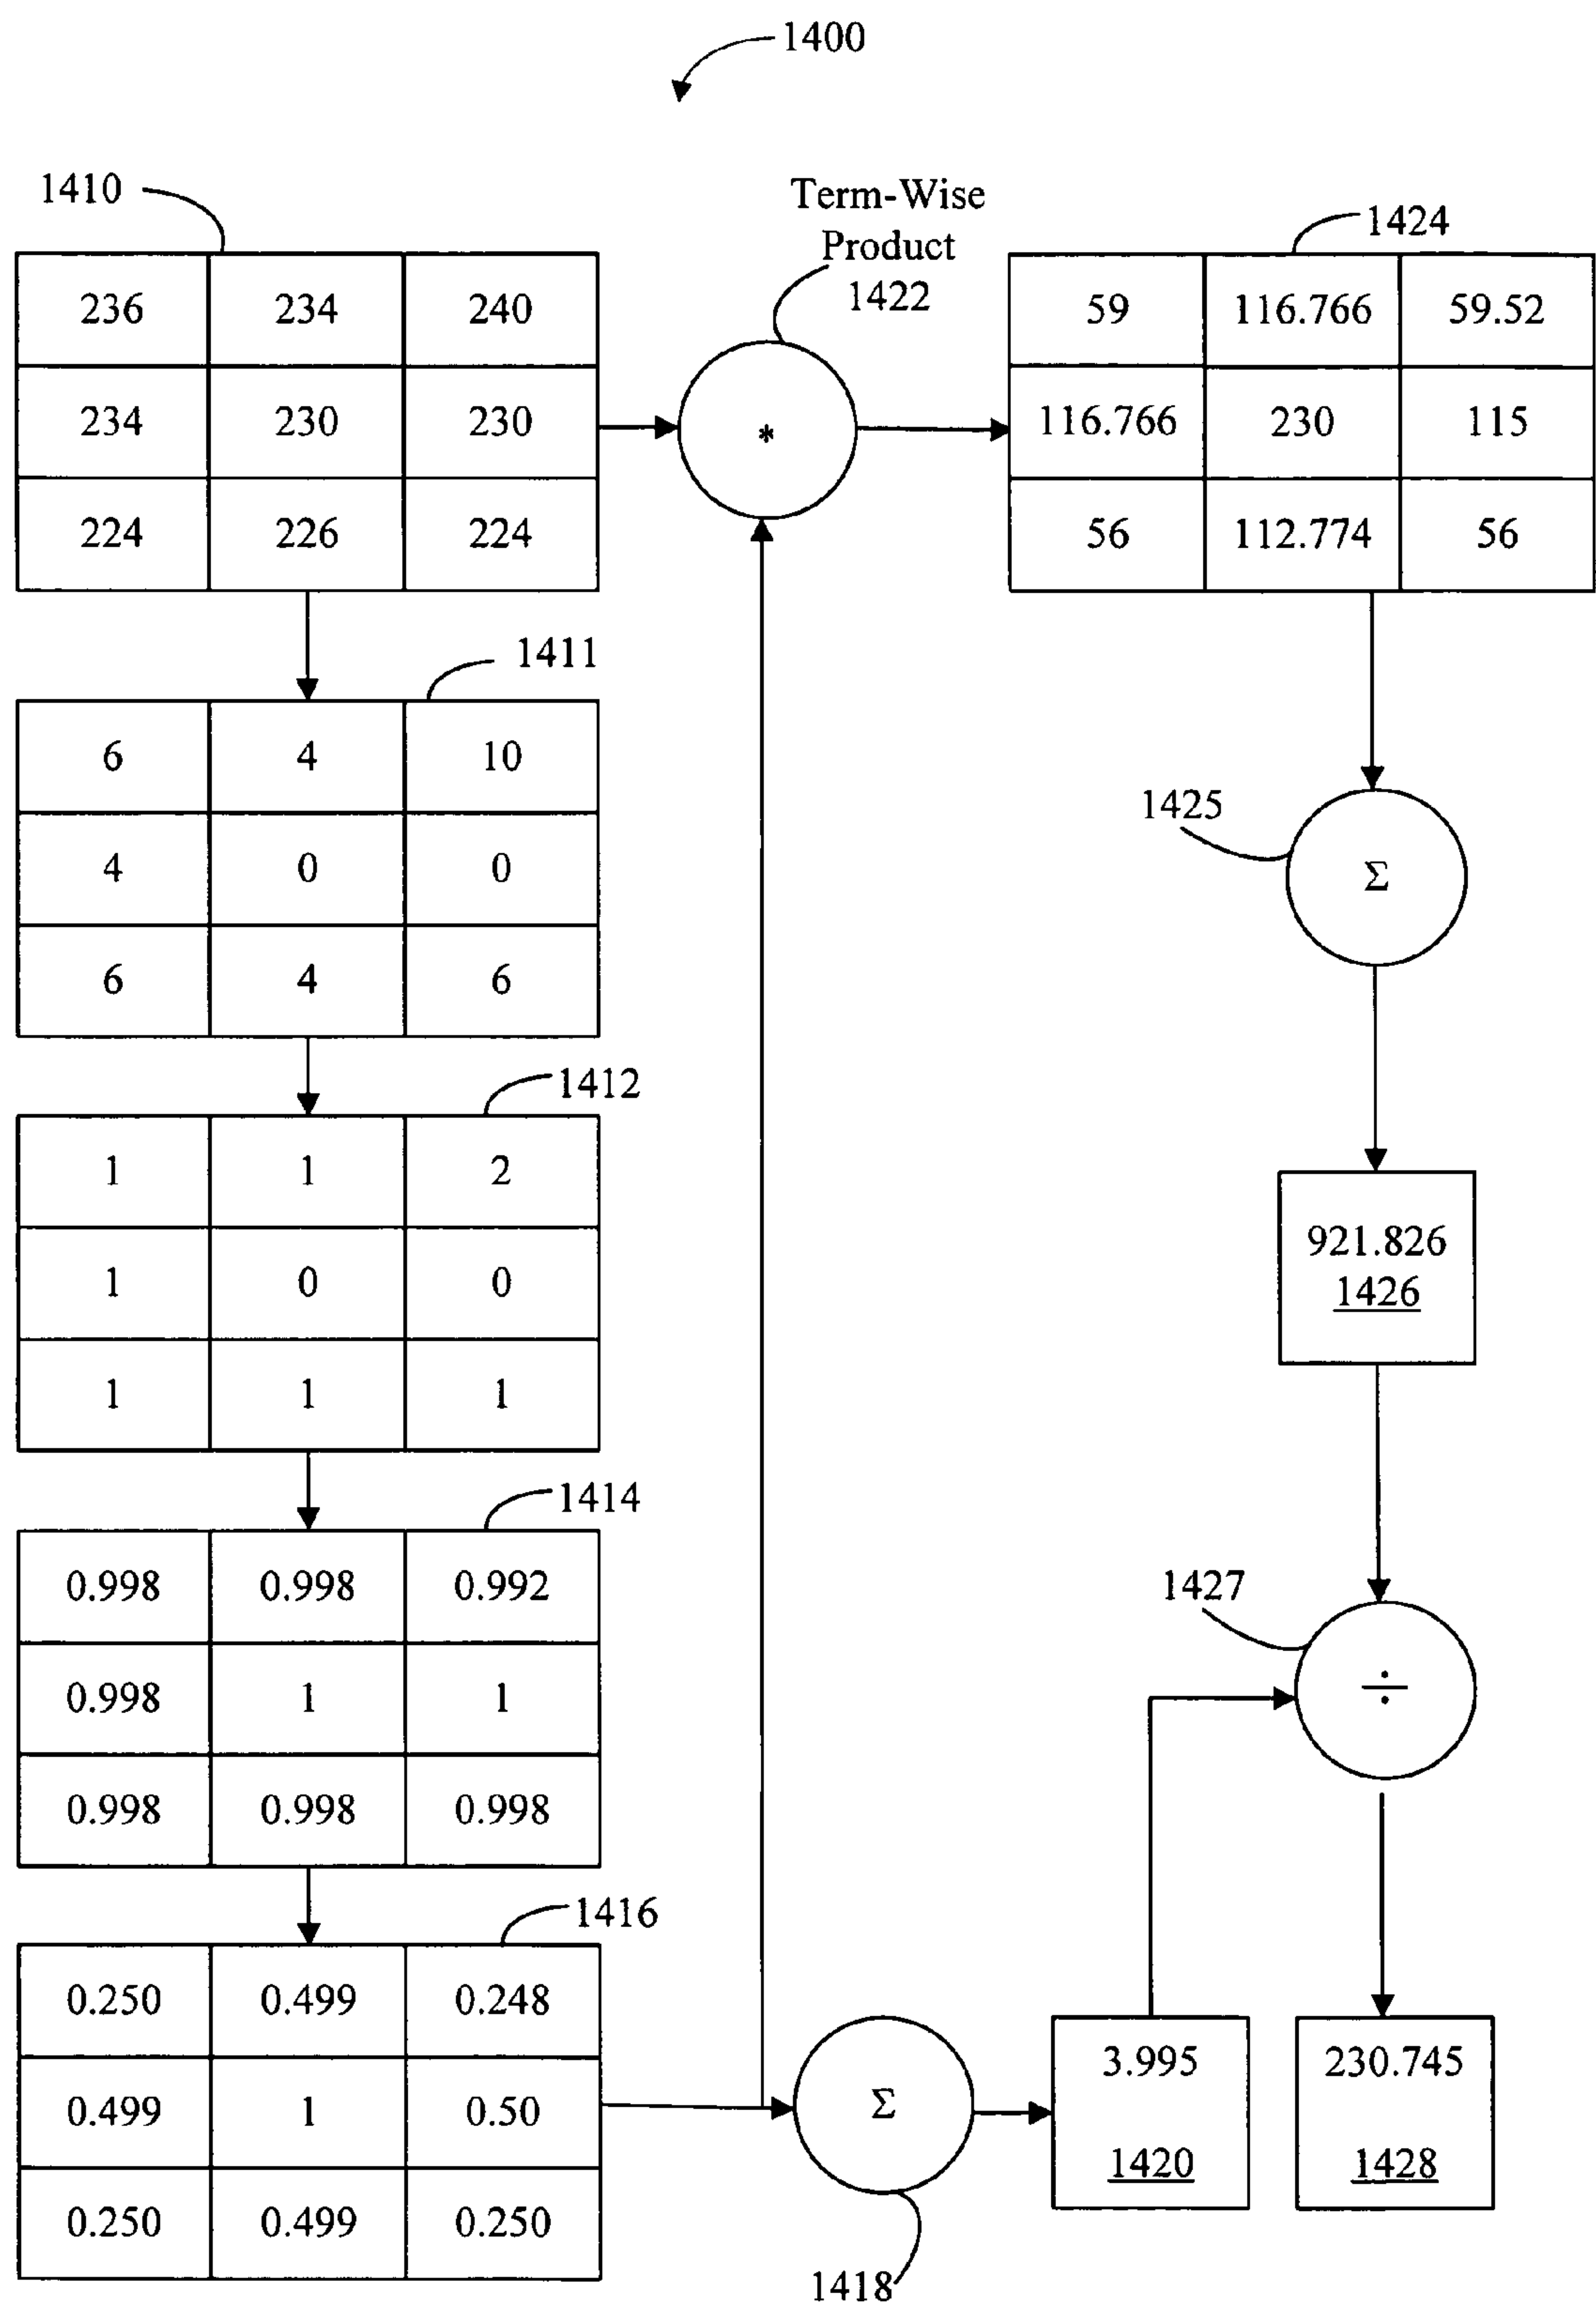 1400
1410
Term-Wise
Product
1422
1424
236 234 240
234 230 230
224 226 224
*
59 116.766 59.52
116.766 230 115
56 112.774 56
1411
6 4 10
4 0 0
6 4 6
1425
Σ
1412
1 1 2
1 0 0
1 1 1
921.826
1426
1414
0.998 0.998 0.992
0.998 1 1
0.998 0.998 0.998
1427
÷
1416
0.250 0.499 0.248
0.499 1 0.50
0.250 0.499 0.250
Σ
1418
3.995
1420
230.745
1428